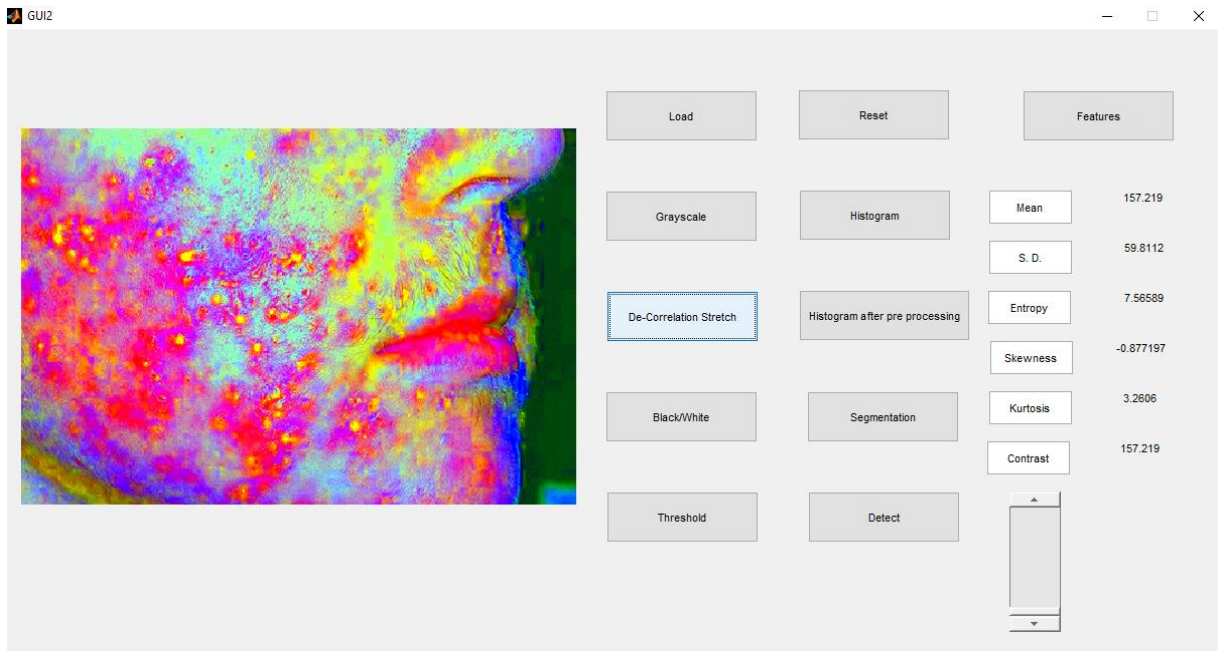 GUI2
Load
Reset
Features
Grayscale
Histogram
Mean
157.219
S. D.
59.8112
De-Correlation Stretch
Histogram after pre processing
Entropy
7.56589
Skewness
-0.877197
Black/White
Segmentation
Kurtosis
3.2606
Contrast
157.219
Threshold
Detect